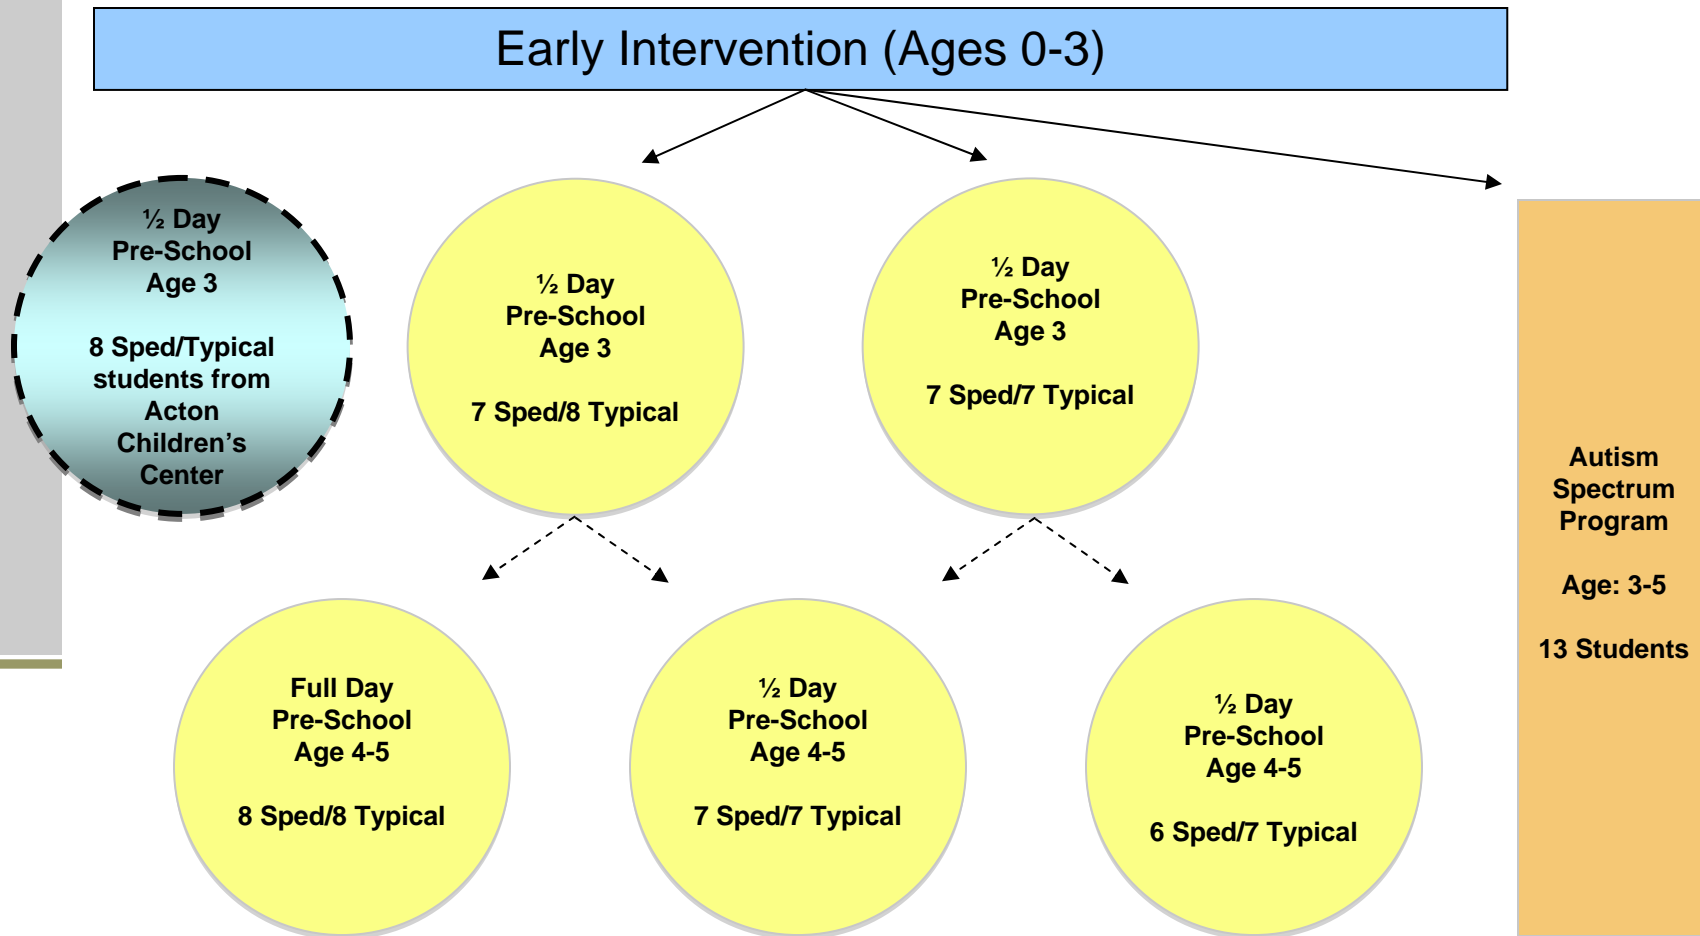 Early Intervention (Ages 0-3)
½ Day
Pre-School
Age 3
8 Sped/Typical
students from
Acton
Children's
Center
½ Day
Pre-School
Age 3
7 Sped/8 Typical
½ Day
Pre-School
Age 3
7 Sped/7 Typical
Autism
Spectrum
Program
Age: 3-5
13 Students
Full Day
Pre-School
Age 4-5
8 Sped/8 Typical
½ Day
Pre-School
Age 4-5
7 Sped/7 Typical
½ Day
Pre-School
Age 4-5
6 Sped/7 Typical